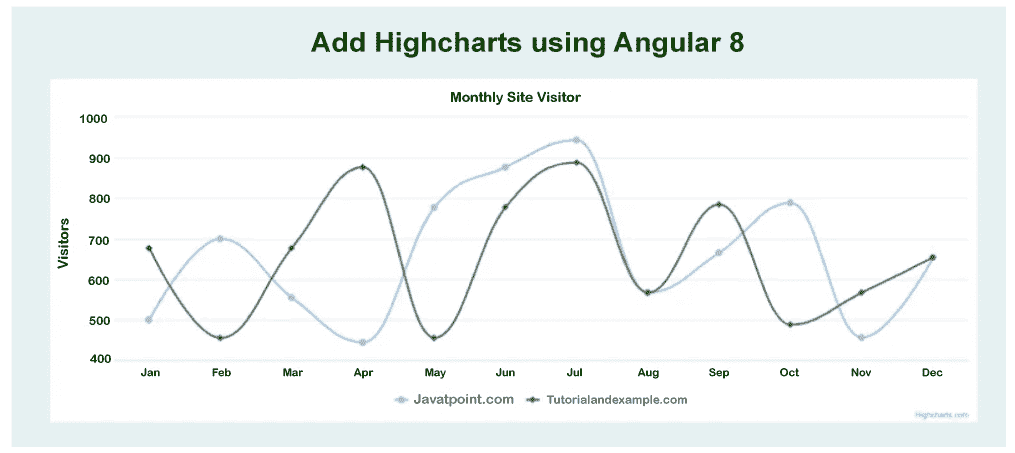 Add Highcharts using Angular 8
Monthly Site Visitor
1000
900
800
700
600
500
400
Visitors
Jan Feb Mar Apr May Jun Jul Aug Sep Oct Nov Dec
Javatpoint.com Tutorialandexample.com
Highcharts.com